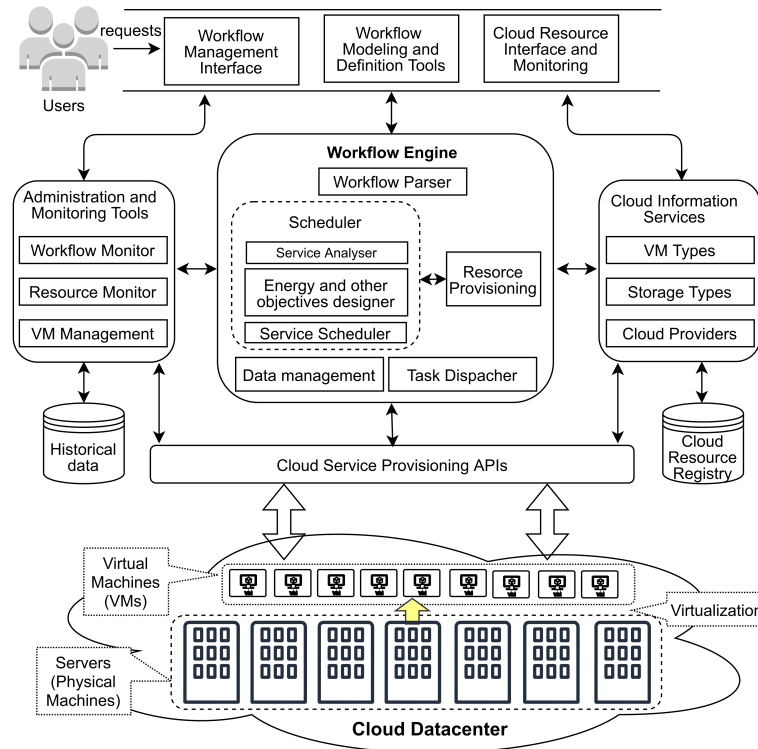 requests
Users
Workflow
Management
Interface
Workflow
Modeling and
Definition Tools
Cloud Resource
Interface and
Monitoring
Administration and
Monitoring Tools
Workflow Monitor
Resource Monitor
VM Management
Historical
data
Workflow Engine
Workflow Parser
Scheduler
Service Analyser
Energy and other
objectives designer
Service Scheduler
Resorce
Provisioning
Data management
Task Dispacher
Cloud Information
Services
VM Types
Storage Types
Cloud Providers
Cloud
Resource
Registry
Cloud Service Provisioning APIs
Virtual
Machines
(VMs)
Virtualization
Servers
(Physical
Machines)
Cloud Datacenter